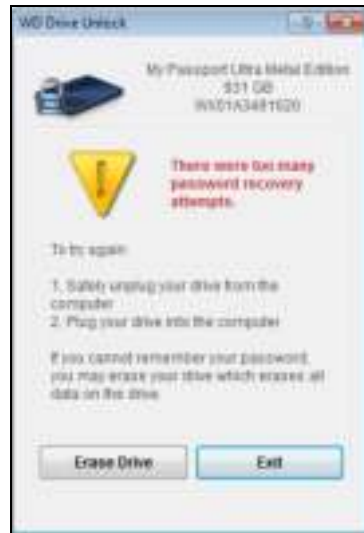 WD Drive Unlock
My Passport Ultra Metal Edition
931 GB
There were too many
password recovery
attempts.
To try again:
1. Safely unplug your drive from the
computer
2. Plug your drive into the computer
If you cannot remember your password,
you may erase your drive which erases all
data on the drive.
Erase Drive
Exit